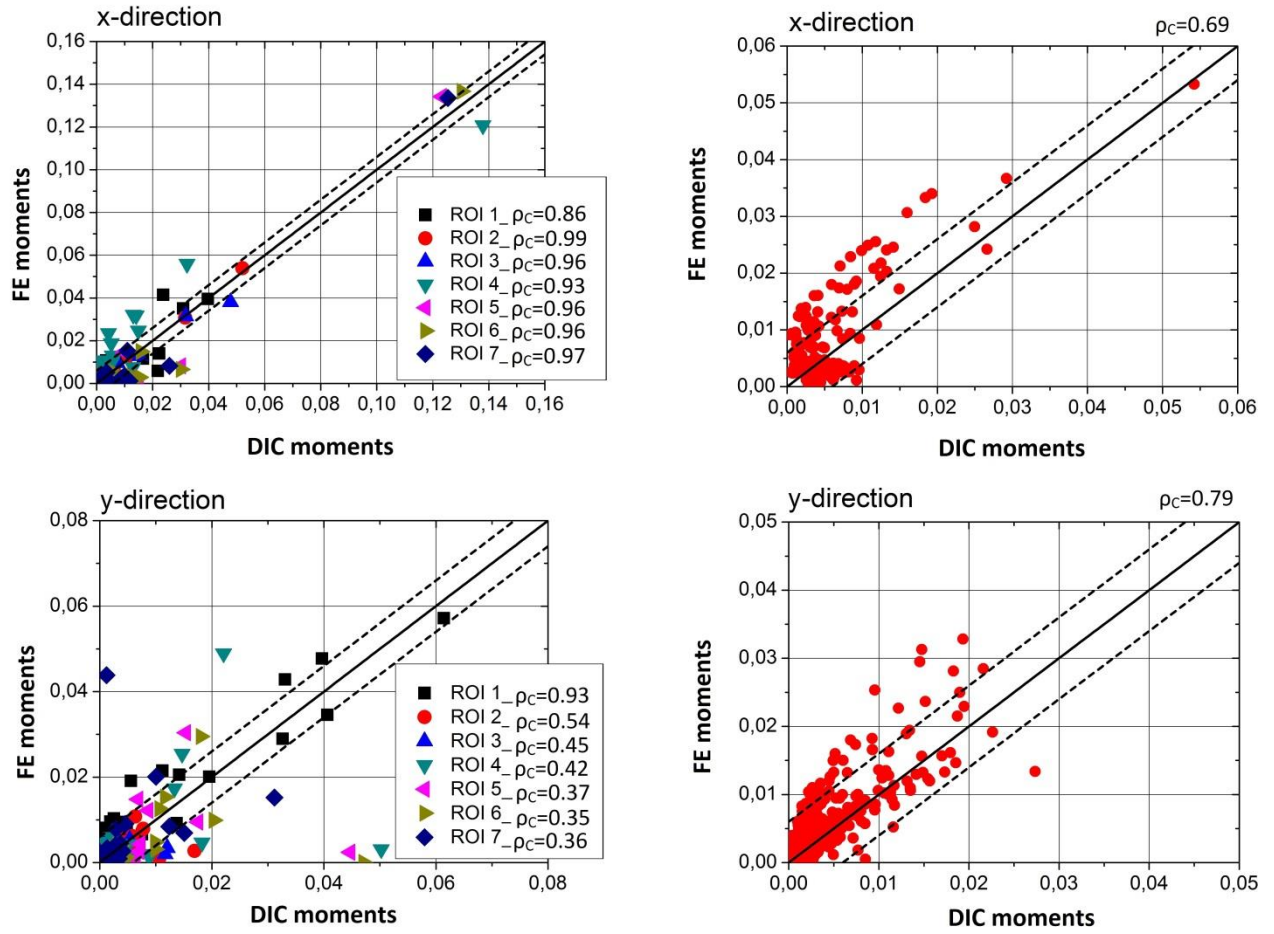 x-direction
0,16
0,14
0,12
0,10
0,08
0,06
0,04
0,02
0,00
FE moments
ROI 1_ ρC=0.86
ROI 2_ ρC=0.99
ROI 3_ ρC=0.96
ROI 4_ ρC=0.93
ROI 5_ ρC=0.96
ROI 6_ ρC=0.96
ROI 7_ ρC=0.97
0,00 0,02 0,04 0,06 0,08 0,10 0,12 0,14 0,16
DIC moments
x-direction
ρC=0.69
0,06
0,05
0,04
0,03
0,02
0,01
0,00
FE moments
0,00 0,01 0,02 0,03 0,04 0,05 0,06
DIC moments
y-direction
0,08
0,06
0,04
0,02
0,00
FE moments
ROI 1_ ρC=0.93
ROI 2_ ρC=0.54
ROI 3_ ρC=0.45
ROI 4_ ρC=0.42
ROI 5_ ρC=0.37
ROI 6_ ρC=0.35
ROI 7_ ρC=0.36
0,00 0,02 0,04 0,06 0,08
DIC moments
y-direction
ρC=0.79
0,05
0,04
0,03
0,02
0,01
0,00
FE moments
0,00 0,01 0,02 0,03 0,04 0,05
DIC moments